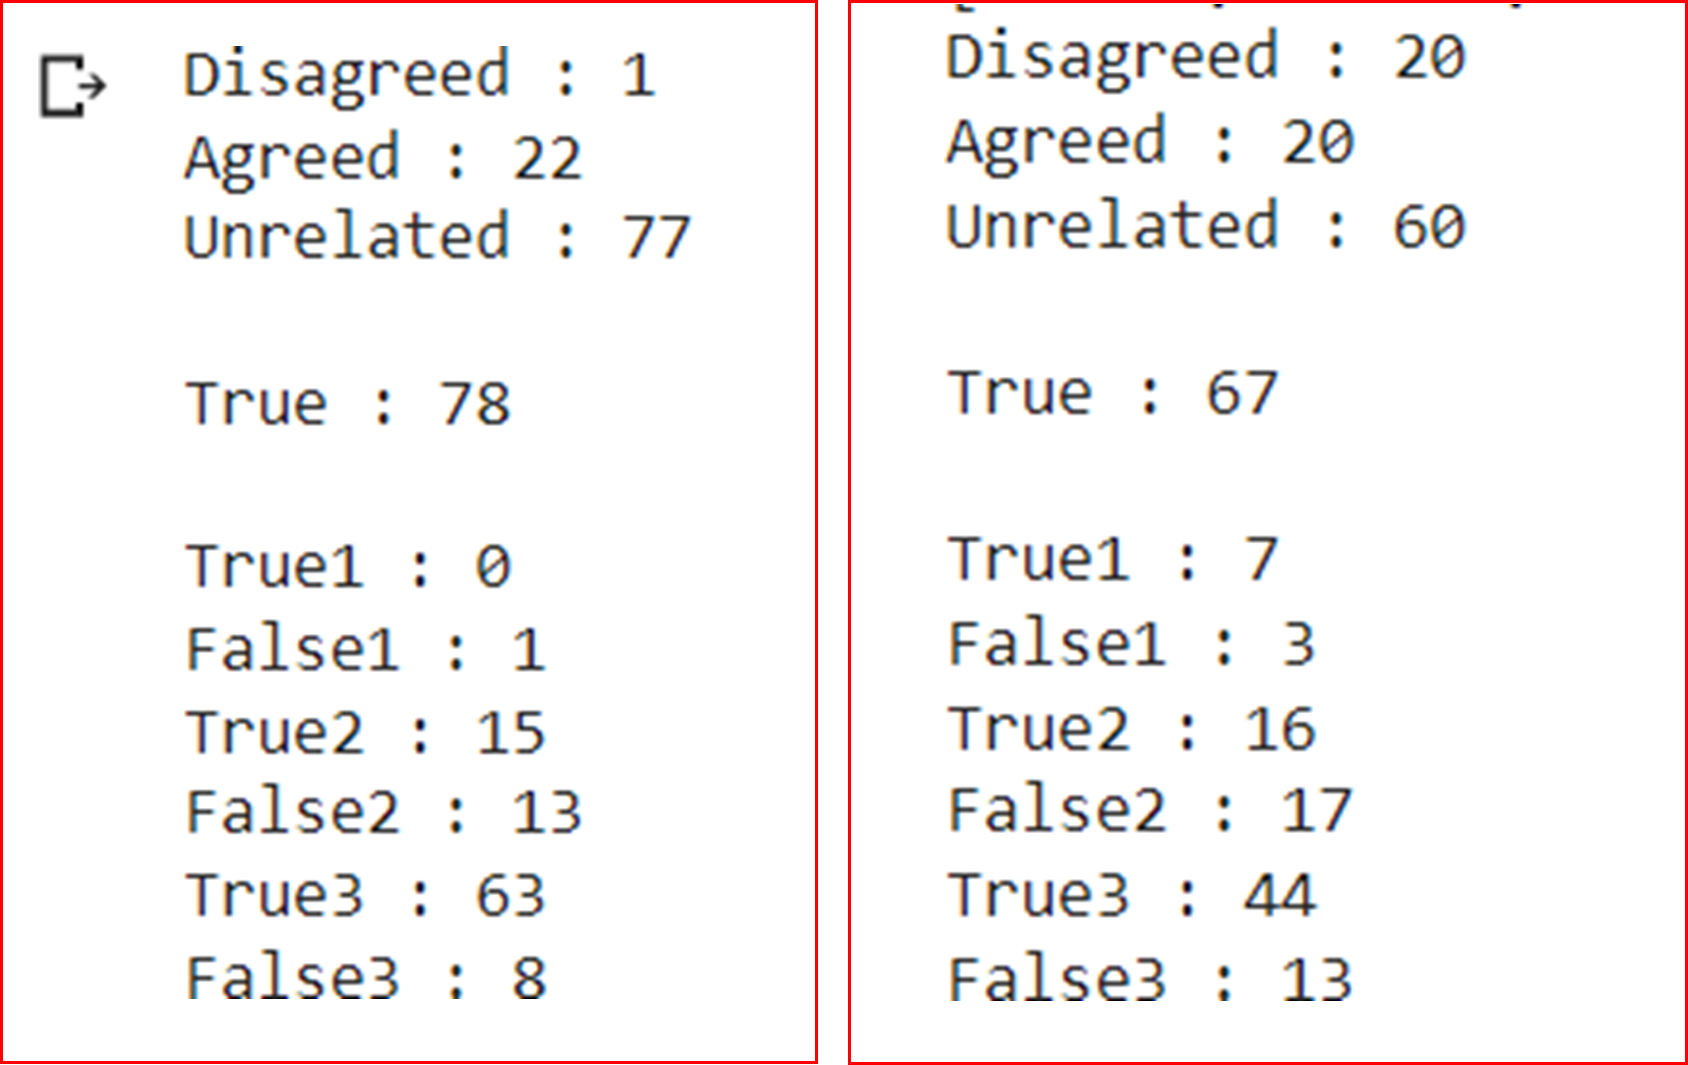 Disagreed : 1
Agreed : 22
Unrelated : 77
True : 78
True1 : 0
False1 : 1
True2 : 15
False2 : 13
True3 : 63
False3 : 8
Disagreed : 20
Agreed : 20
Unrelated : 60
True : 67
True1 : 7
False1 : 3
True2 : 16
False2 : 17
True3 : 44
False3 : 13